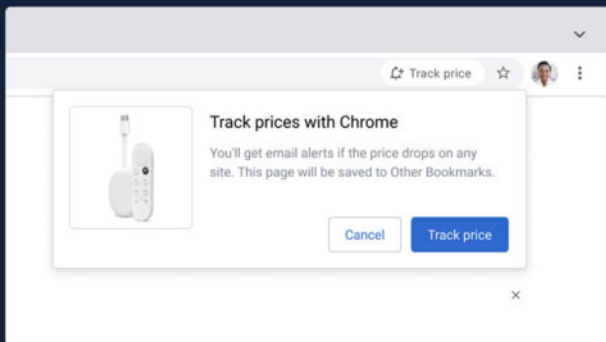 Track price
Track prices with Chrome
You'll get email alerts if the price drops on any
site. This page will be saved to Other Bookmarks.
Cancel
Track price